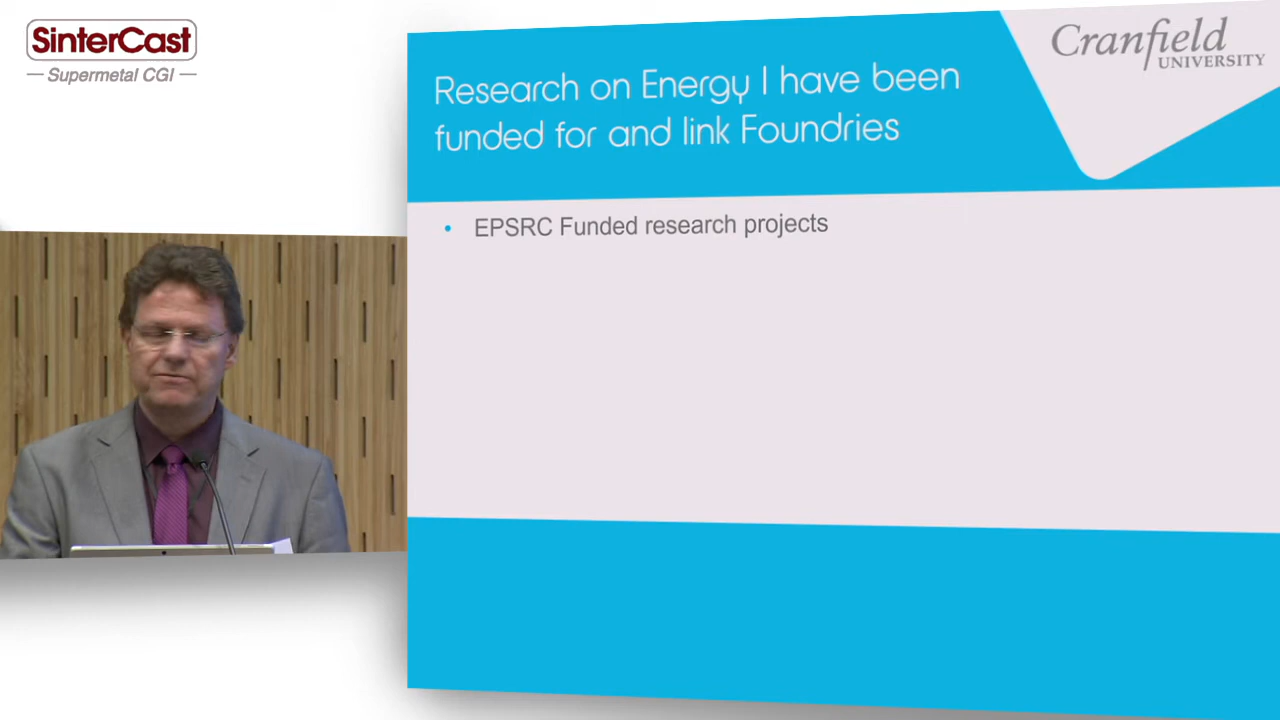 SinterCast
Supermetal CGI
Cranfield
UNIVERSITY
Research on Energy I have been
funded for and link Foundries
• EPSRC Funded research projects